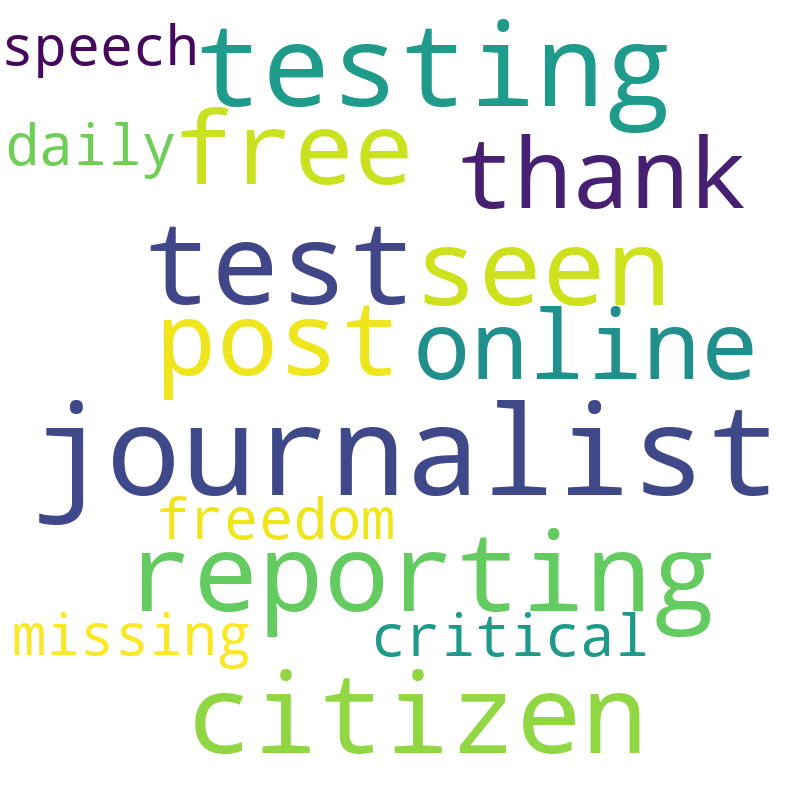 speech testing
daily free thank
test seen
post online
journalist
freedom
reporting
missing critical
citizen